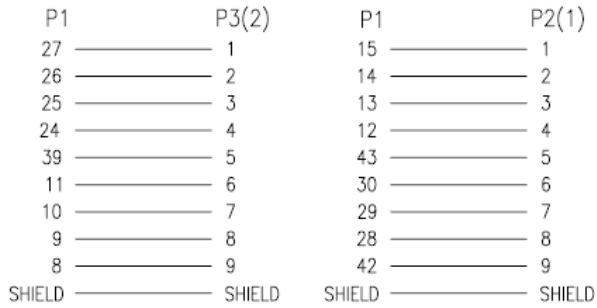 P1 P3(2) P1 P2(1)
27 1 15 1
26 2 14 2
25 3 13 3
24 4 12 4
39 5 43 5
11 6 30 6
10 7 29 7
9 8 28 8
8 9 42 9
SHIELD SHIELD SHIELD SHIELD